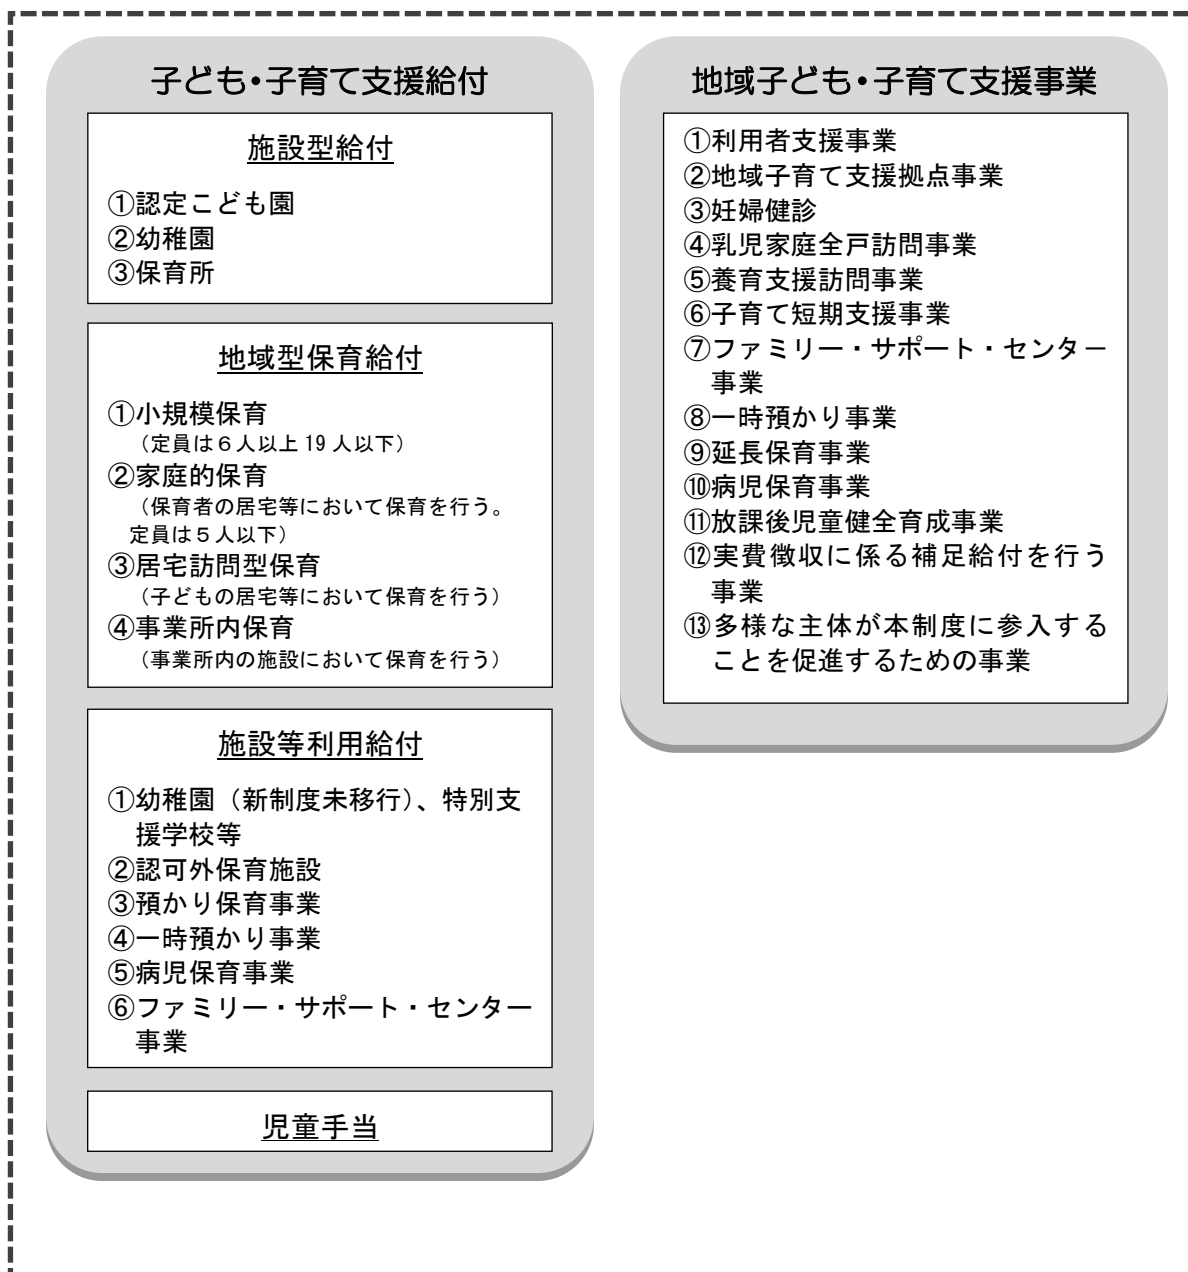 子ども・子育て支援給付
施設型給付
①認定こども園
②幼稚園
③保育所
地域型保育給付
①小規模保育
（定員は６人以上 19 人以下）
②家庭的保育
（保育者の居宅等において保育を行う。
定員は５人以下）
③居宅訪問型保育
（子どもの居宅等において保育を行う）
④事業所内保育
（事業所内の施設において保育を行う）
施設等利用給付
①幼稚園（新制度未移行）、特別支
援学校等
②認可外保育施設
③預かり保育事業
④一時預かり事業
⑤病児保育事業
⑥ファミリー・サポート・センター
事業
児童手当
地域子ども・子育て支援事業
①利用者支援事業
②地域子育て支援拠点事業
③妊婦健診
④乳児家庭全戸訪問事業
⑤養育支援訪問事業
⑥子育て短期支援事業
⑦ファミリー・サポート・センター
事業
⑧一時預かり事業
⑨延長保育事業
⑩病児保育事業
⑪放課後児童健全育成事業
⑫実費徴収に係る補足給付を行う
事業
⑬多様な主体が本制度に参入する
ことを促進するための事業